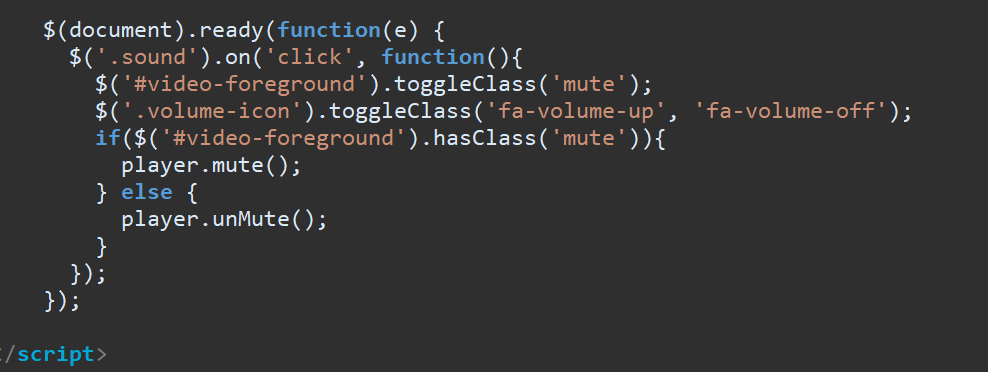 $(document).ready(function(e) {
$('.sound').on('click', function(){
$('#video-foreground').toggleClass('mute');
$('.volume-icon').toggleClass('fa-volume-up', 'fa-volume-off');
if($('#video-foreground').hasClass('mute')){
player.mute();
} else {
player.unMute();
}
});
});
</script>